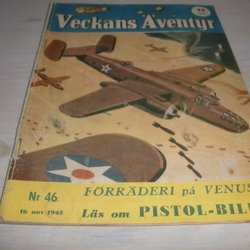 Veckans Äventyr
Nr 46
FÖRRÄDERI på VENUS
16 nov 1943
Läs om PISTOL-BILL